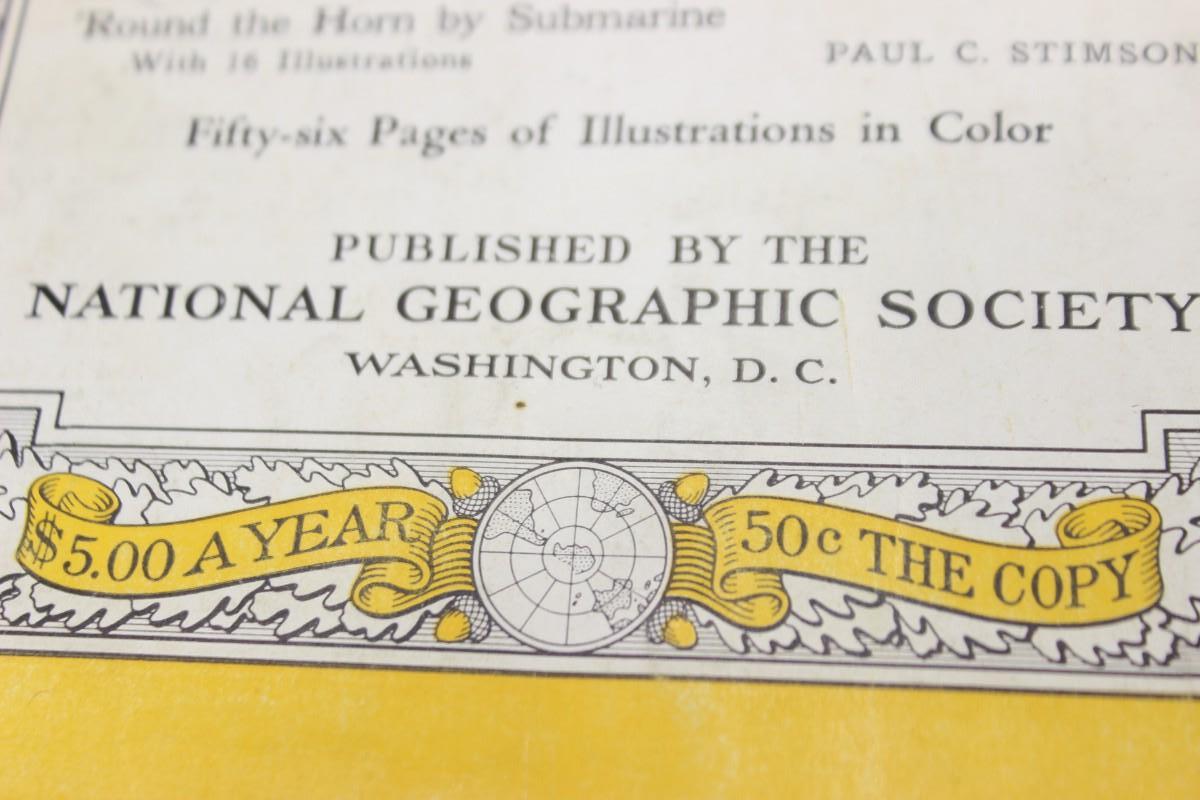 'Round the Horn by Submarine
With 16 Illustrations
PAUL C. STIMSON
Fifty-six Pages of Illustrations in Color
PUBLISHED BY THE
NATIONAL GEOGRAPHIC SOCIETY
WASHINGTON, D. C.
$5.00 A YEAR
50c THE COPY